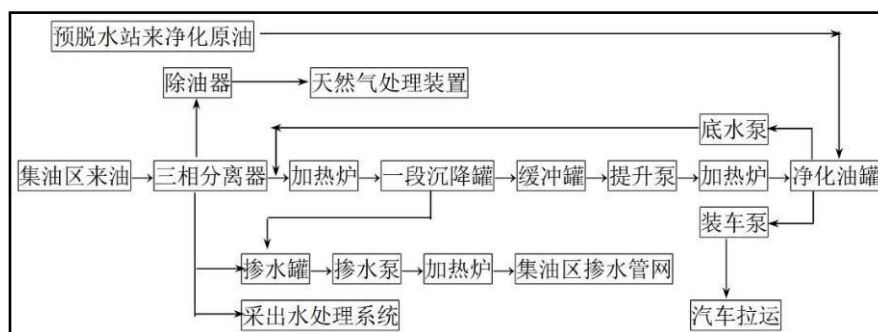 预脱水站来净化原油
除油器
天然气处理装置
底水泵
集油区来油
三相分离器
加热炉
一段沉降罐
缓冲罐
提升泵
加热炉
净化油罐
装车泵
掺水罐
掺水泵
加热炉
集油区掺水管网
采出水处理系统
汽车拉运